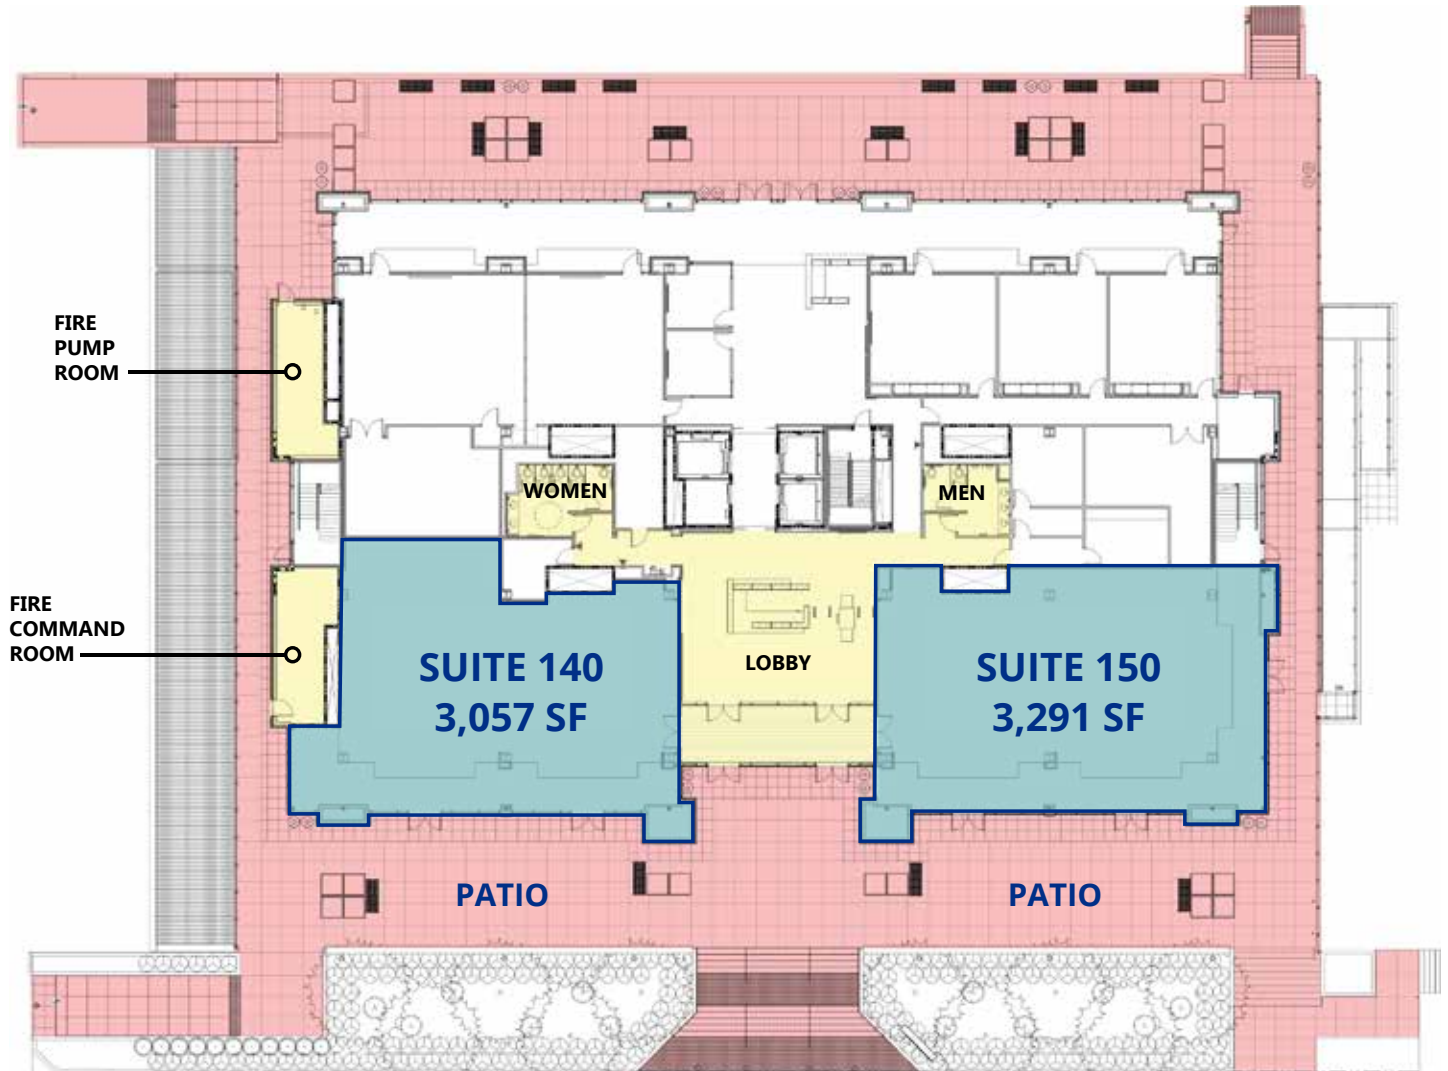 FIRE
PUMP
ROOM
WOMEN
MEN
FIRE
COMMAND
ROOM
SUITE 140
3,057 SF
LOBBY
SUITE 150
3,291 SF
PATIO
PATIO